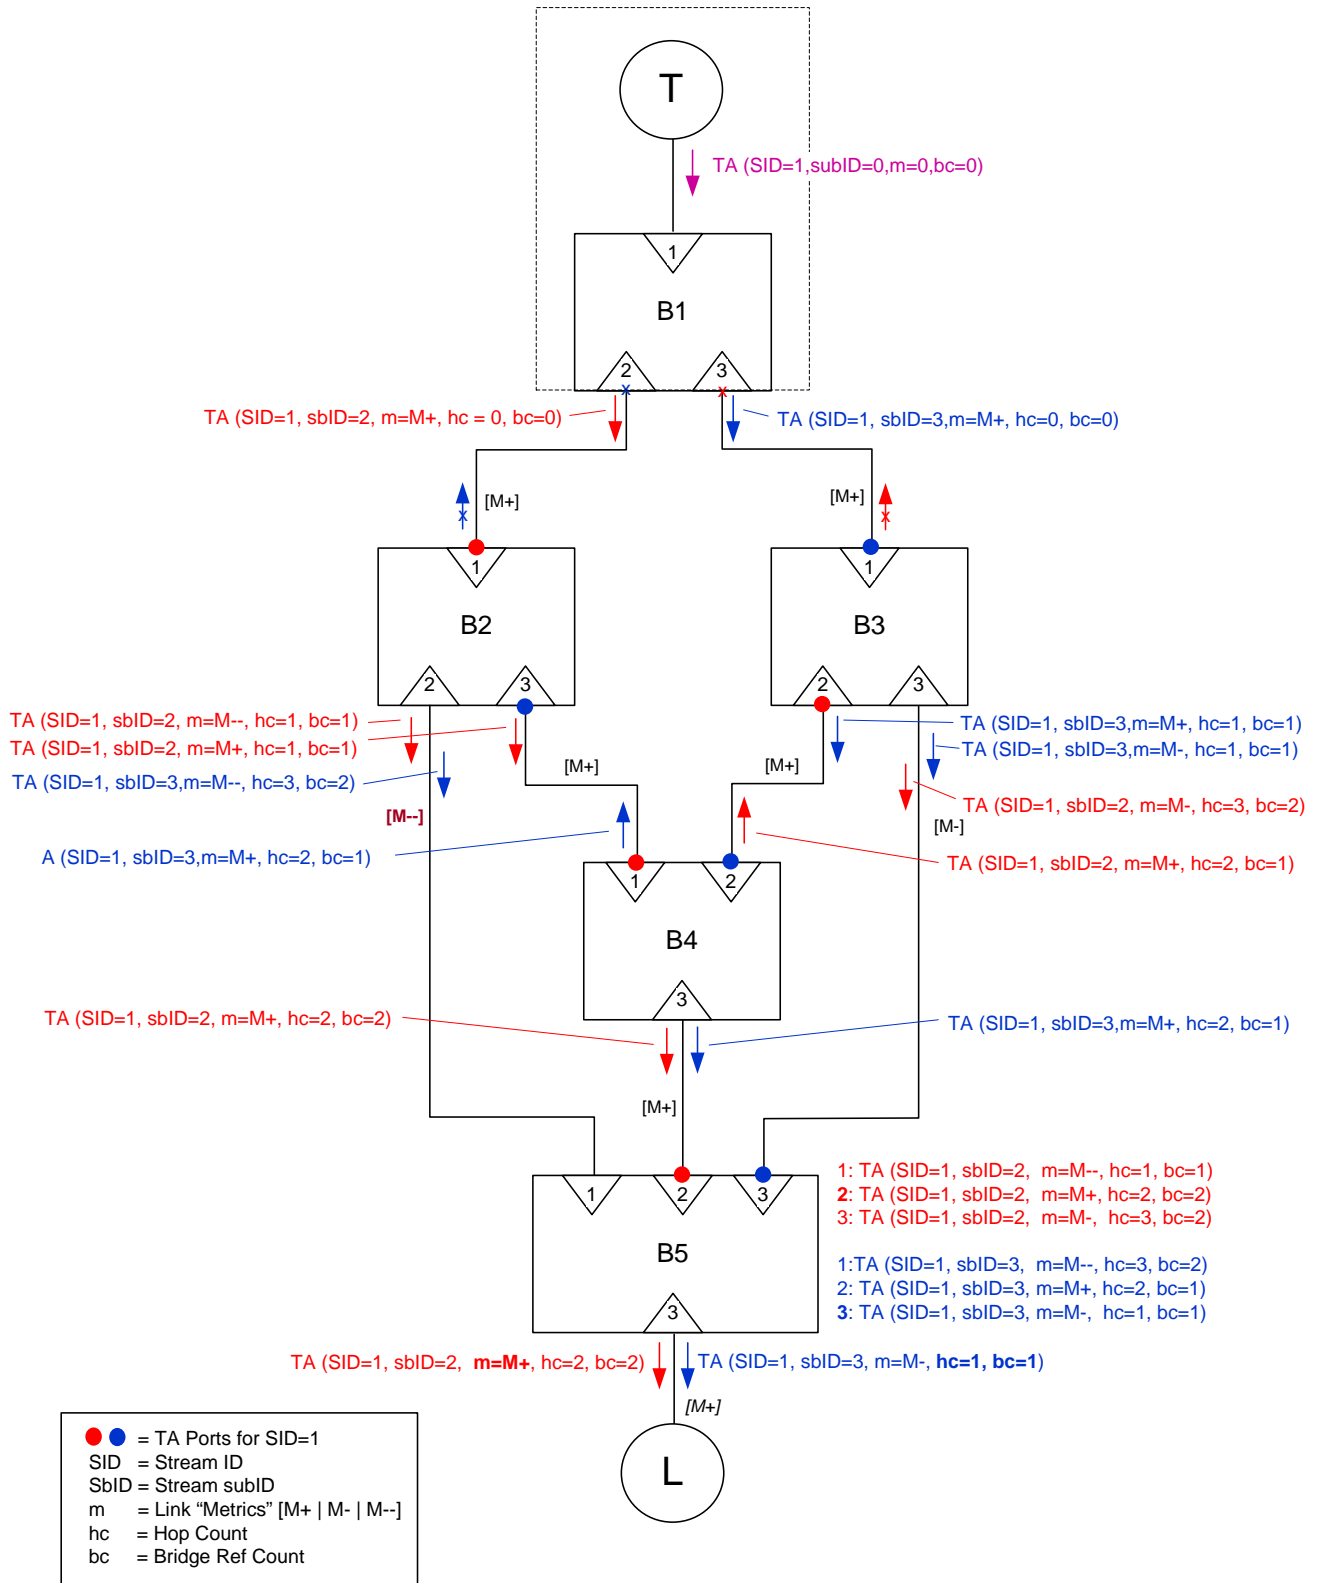 T
TA (SID=1,subID=0,m=0,bc=0)
1
B1
2
3
x
x
TA (SID=1, sbID=2, m=M+, hc = 0, bc=0)
TA (SID=1, sbID=3,m=M+, hc=0, bc=0)
[M+]
[M+]
x
x
1
1
B2
B3
2
3
2
3
TA (SID=1, sbID=2, m=M--, hc=1, bc=1)
TA (SID=1, sbID=2, m=M+, hc=1, bc=1)
TA (SID=1, sbID=3,m=M--, hc=3, bc=2)
TA (SID=1, sbID=3,m=M+, hc=1, bc=1)
TA (SID=1, sbID=3,m=M-, hc=1, bc=1)
TA (SID=1, sbID=2, m=M-, hc=3, bc=2)
[M+]
[M+]
[M--]
[M-]
A (SID=1, sbID=3,m=M+, hc=2, bc=1)
TA (SID=1, sbID=2, m=M+, hc=2, bc=1)
1
2
B4
3
TA (SID=1, sbID=2, m=M+, hc=2, bc=2)
TA (SID=1, sbID=3,m=M+, hc=2, bc=1)
[M+]
1
2
3
B5
3
1: TA (SID=1, sbID=2, m=M--, hc=1, bc=1)
2: TA (SID=1, sbID=2, m=M+, hc=2, bc=2)
3: TA (SID=1, sbID=2, m=M-, hc=3, bc=2)
1:TA (SID=1, sbID=3, m=M--, hc=3, bc=2)
2: TA (SID=1, sbID=3, m=M+, hc=2, bc=1)
3: TA (SID=1, sbID=3, m=M-, hc=1, bc=1)
TA (SID=1, sbID=2, m=M+, hc=2, bc=2)
TA (SID=1, sbID=3, m=M-, hc=1, bc=1)
[M+]
L
= TA Ports for SID=1
SID = Stream ID
SbID = Stream subID
m = Link “Metrics” [M+ | M- | M--]
hc = Hop Count
bc = Bridge Ref Count